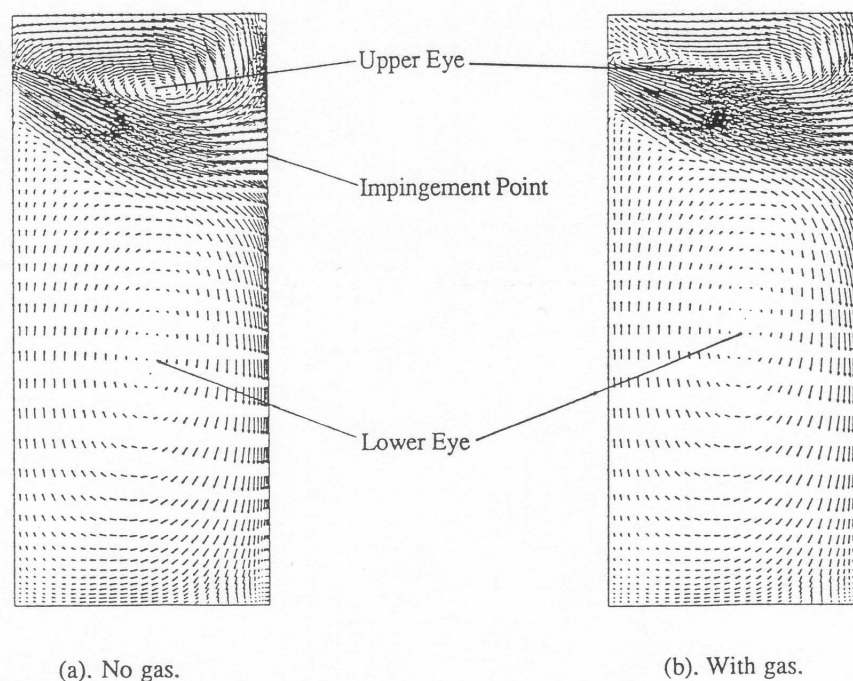 Upper Eye
Impingement Point
Lower Eye
(a). No gas.
(b). With gas.